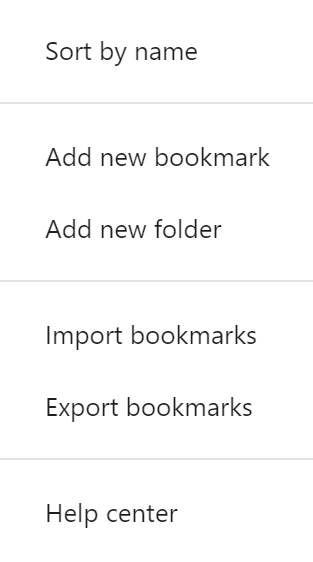 Sort by name
Add new bookmark
Add new folder
Import bookmarks
Export bookmarks
Help center